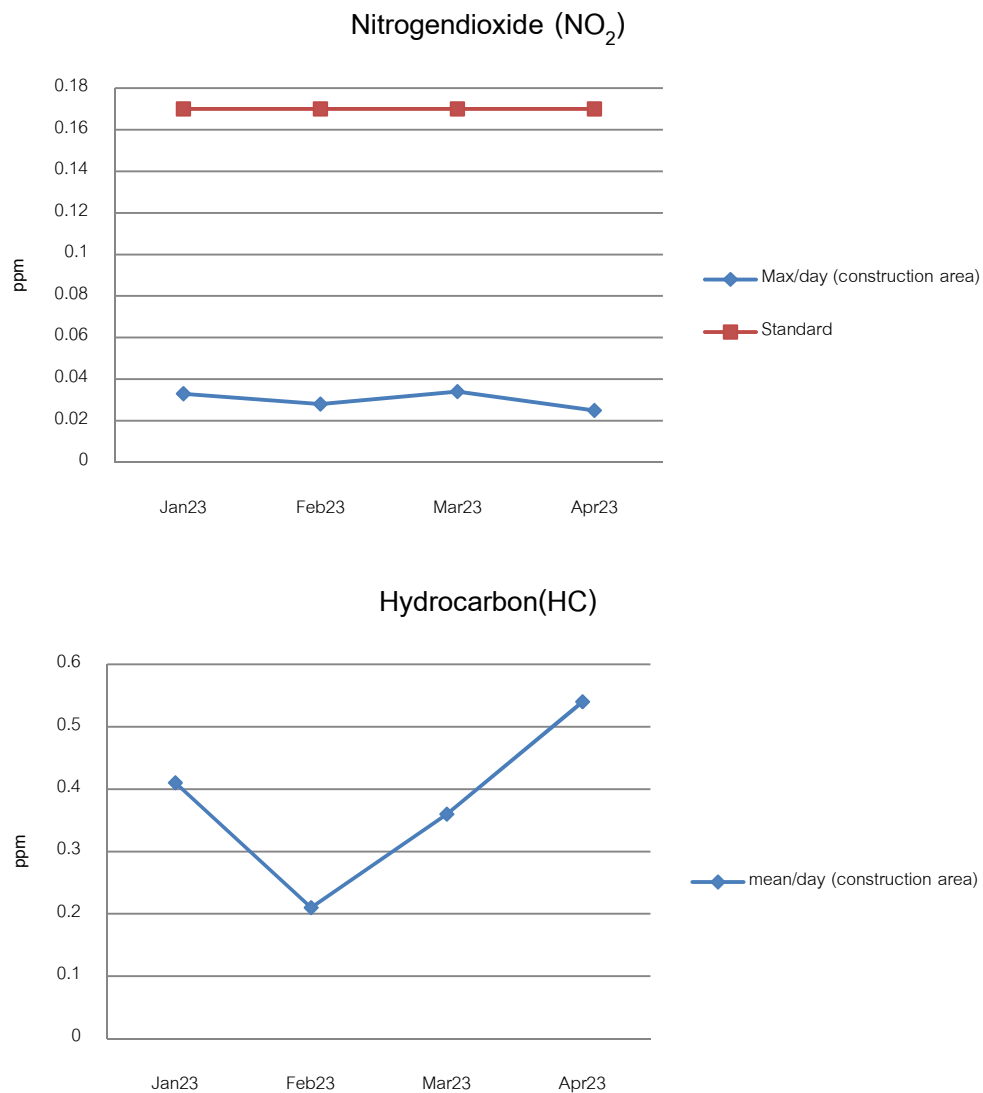 Nitrogendioxide (NO2)
0.18
0.16
0.14
0.12
0.1
0.08
0.06
0.04
0.02
0
ppm
Jan23 Feb23 Mar23 Apr23
Max/day (construction area)
Standard
Hydrocarbon(HC)
0.6
0.5
0.4
0.3
0.2
0.1
0
ppm
Jan23 Feb23 Mar23 Apr23
mean/day (construction area)